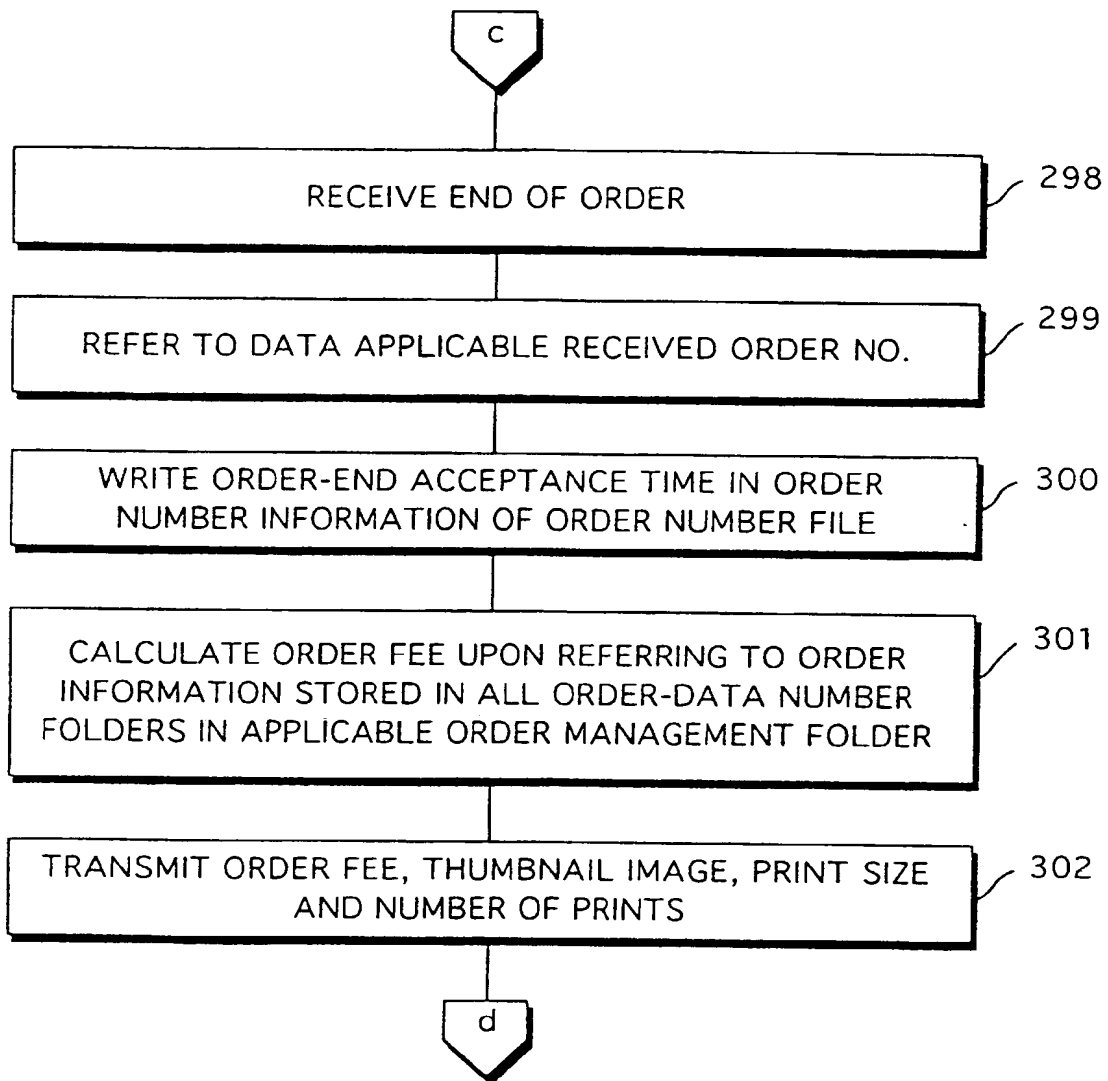 c
RECEIVE END OF ORDER
298
REFER TO DATA APPLICABLE RECEIVED ORDER NO.
299
WRITE ORDER-END ACCEPTANCE TIME IN ORDER
NUMBER INFORMATION OF ORDER NUMBER FILE
300
CALCULATE ORDER FEE UPON REFERRING TO ORDER
INFORMATION STORED IN ALL ORDER-DATA NUMBER
FOLDERS IN APPLICABLE ORDER MANAGEMENT FOLDER
301
TRANSMIT ORDER FEE, THUMBNAIL IMAGE, PRINT SIZE
AND NUMBER OF PRINTS
302
d